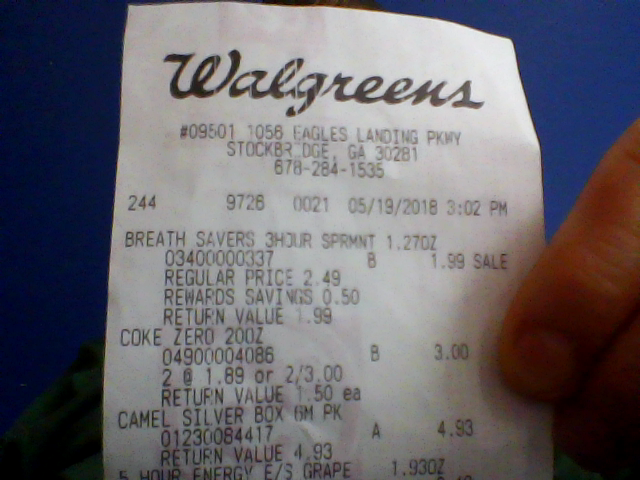 Walgreens
#09501 1056 EAGLES LANDING PKWY
STOCKBR DGE, GA 30281
678-284-1535
244 9726 0021 05/19/2018 3:02 PM
BREATH SAVERS 3HOUR SPRMNT 1.27OZ
03400000337 B 1.99 SALE
REGULAR PRICE 2.49
REWARDS SAVINGS 0.50
RETURN VALUE 1.99
COKE ZERO 20OZ
04900004086 B 3.00
2 @ 1.89 or 2/3.00
RETURN VALUE 1.50 ea
CAMEL SILVER BOX 6M PK
01230084417 A 4.93
RETURN VALUE 4.93
5 HOUR ENERGY E/S GRAPE 1.93OZ